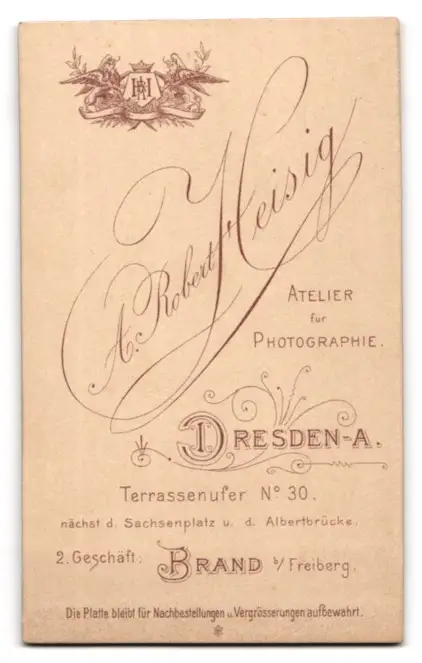 A. Robert Heisig
ATELIER
für
PHOTOGRAPHIE.
DRESDEN-A.
Terrassenufer No 30.
nächst d. Sachsenplatz u. d. Albertbrücke.
2. Geschäft: BRAND b/ Freiberg.
Die Platte bleibt für Nachbestellungen u. Vergrösserungen aufbewahrt.